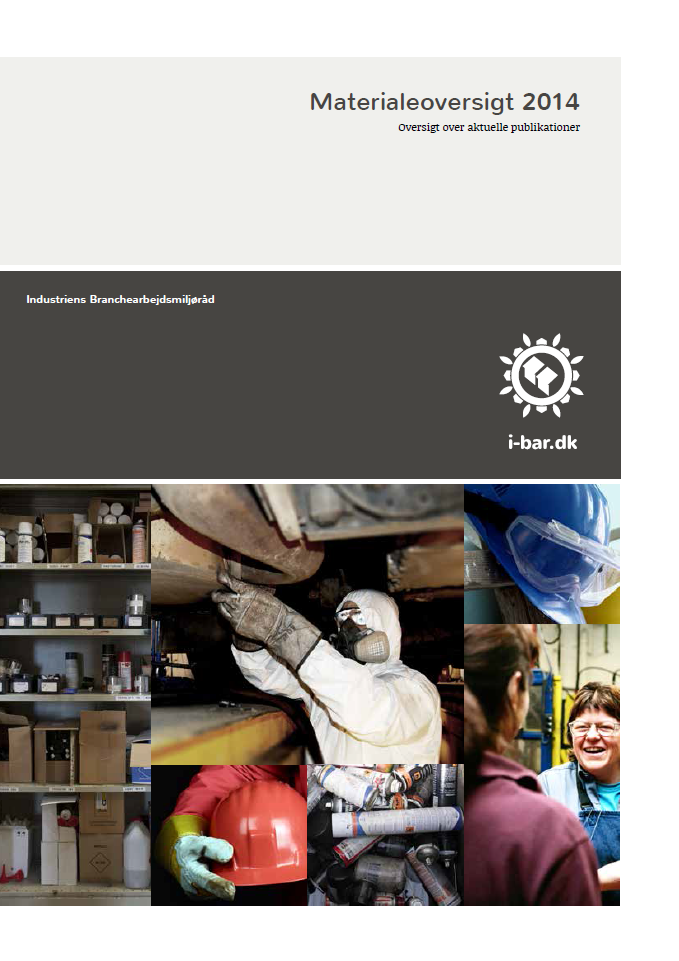 Materialeoversigt 2014
Oversigt over aktuelle publikationer
Industriens Branchearbejdsmiljøråd
i-bar.dk